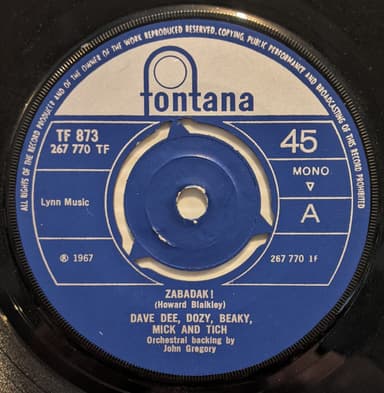 ALL RIGHTS OF THE RECORD PRODUCER AND OF THE OWNER OF THE WORK REPRODUCED RESERVED. COPYING, PUBLIC PERFORMANCE AND BROADCASTING OF THIS RECORD PROHIBITED
fontana
TF 873
267 770 TF
45
MONO
A
Lynn Music
℗ 1967
267 770 1F
ZABADAK!
(Howard Blaikley)
DAVE DEE, DOZY, BEAKY,
MICK AND TICH
Orchestral backing by
John Gregory